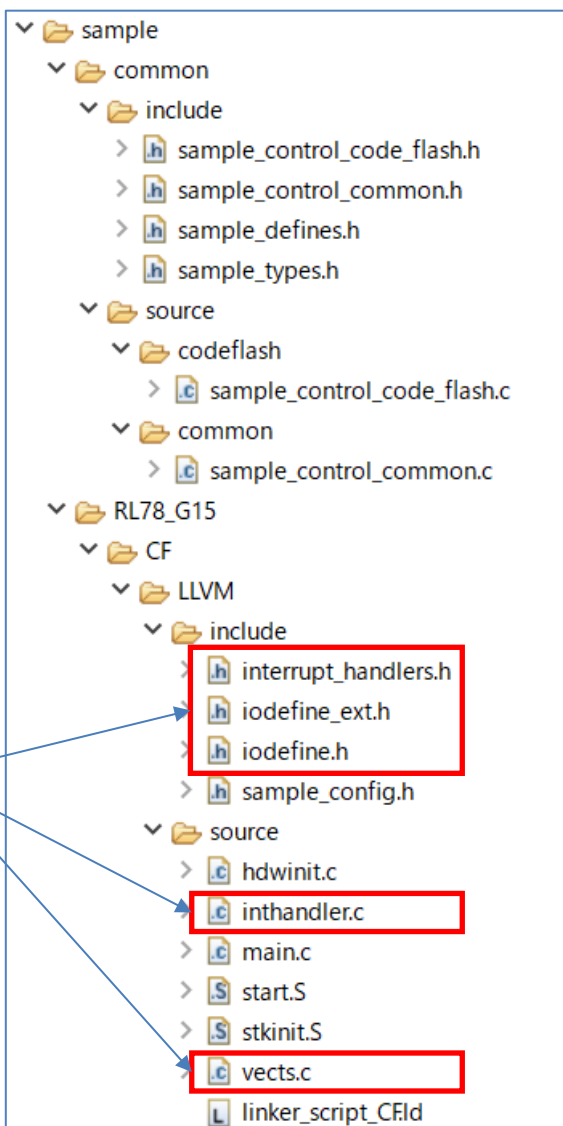 sample
common
include
sample_control_code_flash.h
sample_control_common.h
sample_defines.h
sample_types.h
source
codeflash
sample_control_code_flash.c
common
sample_control_common.c
RL78_G15
CF
LLVM
include
interrupt_handlers.h
iodefine_ext.h
iodefine.h
sample_config.h
source
hdwinit.c
inthandler.c
main.c
start.S
stkinit.S
vects.c
linker_script_CF.ld